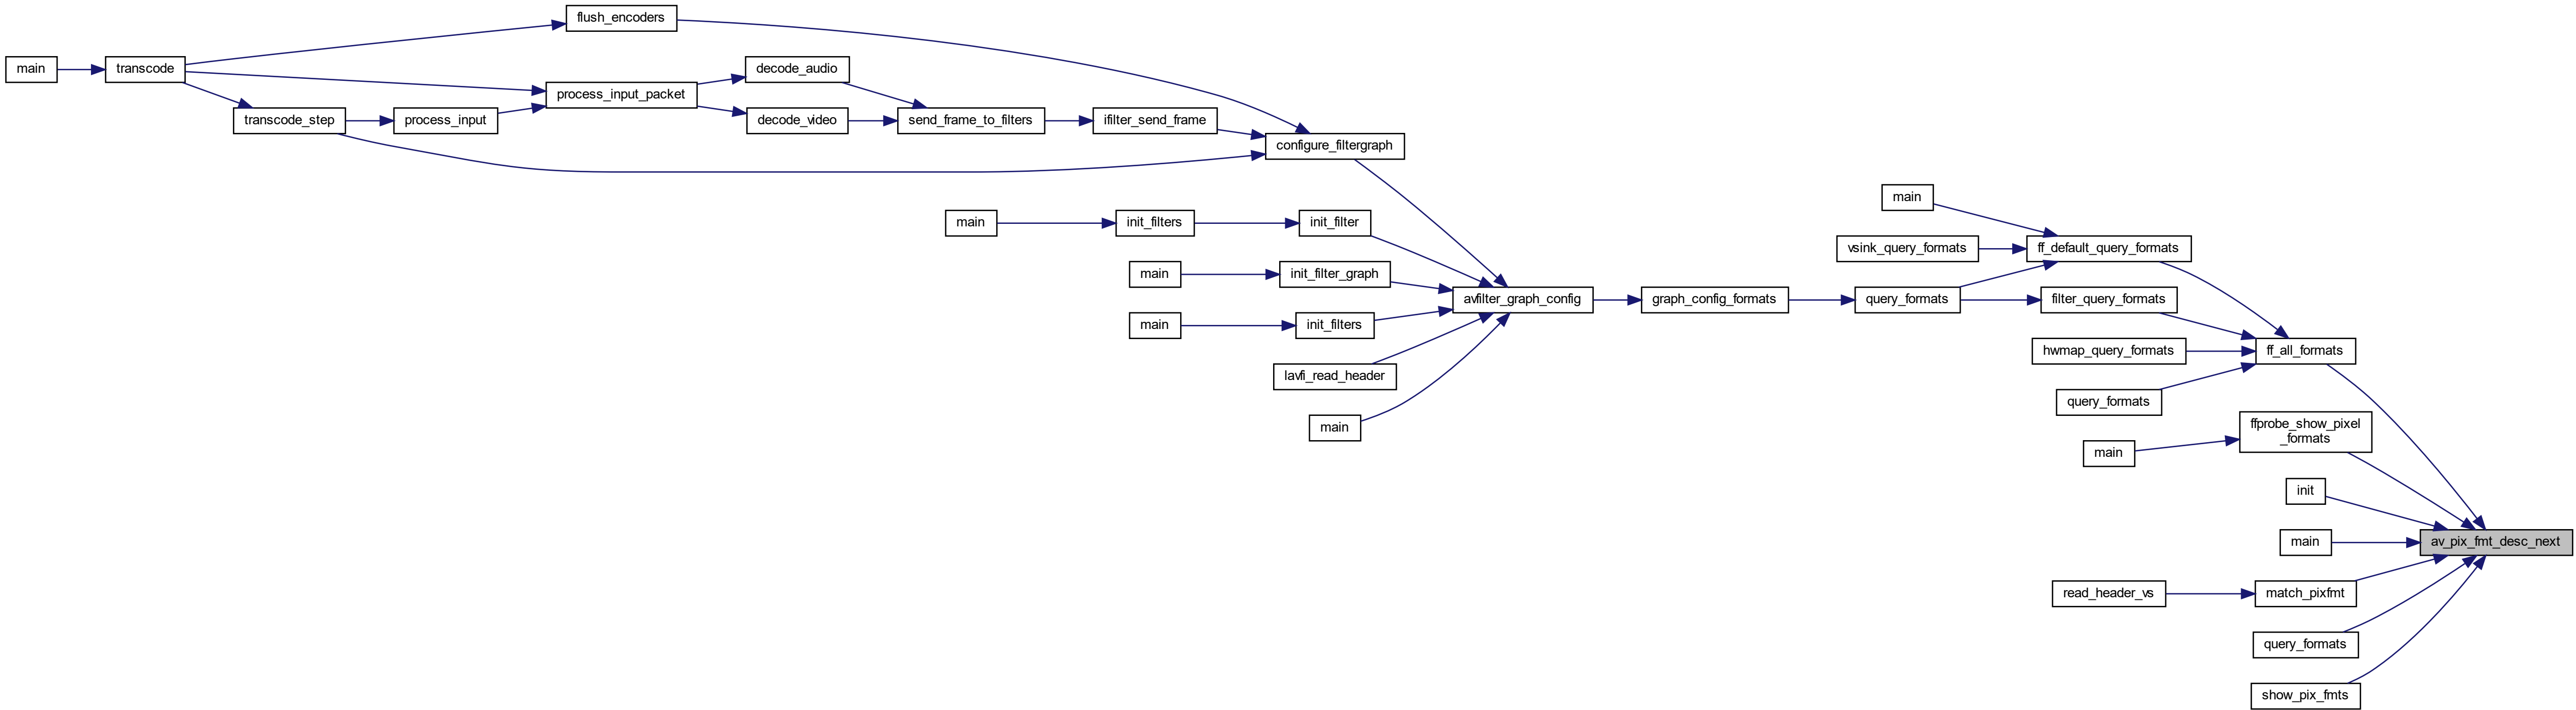 flush_encoders
main
transcode
decode_audio
process_input_packet
transcode_step
process_input
decode_video
send_frame_to_filters
ifilter_send_frame
configure_filtergraph
main
main
init_filters
init_filter
vsink_query_formats
ff_default_query_formats
main
init_filter_graph
avfilter_graph_config
graph_config_formats
query_formats
filter_query_formats
main
init_filters
hwmap_query_formats
ff_all_formats
lavfi_read_header
query_formats
main
ffprobe_show_pixel
_formats
main
init
main
av_pix_fmt_desc_next
read_header_vs
match_pixfmt
query_formats
show_pix_fmts